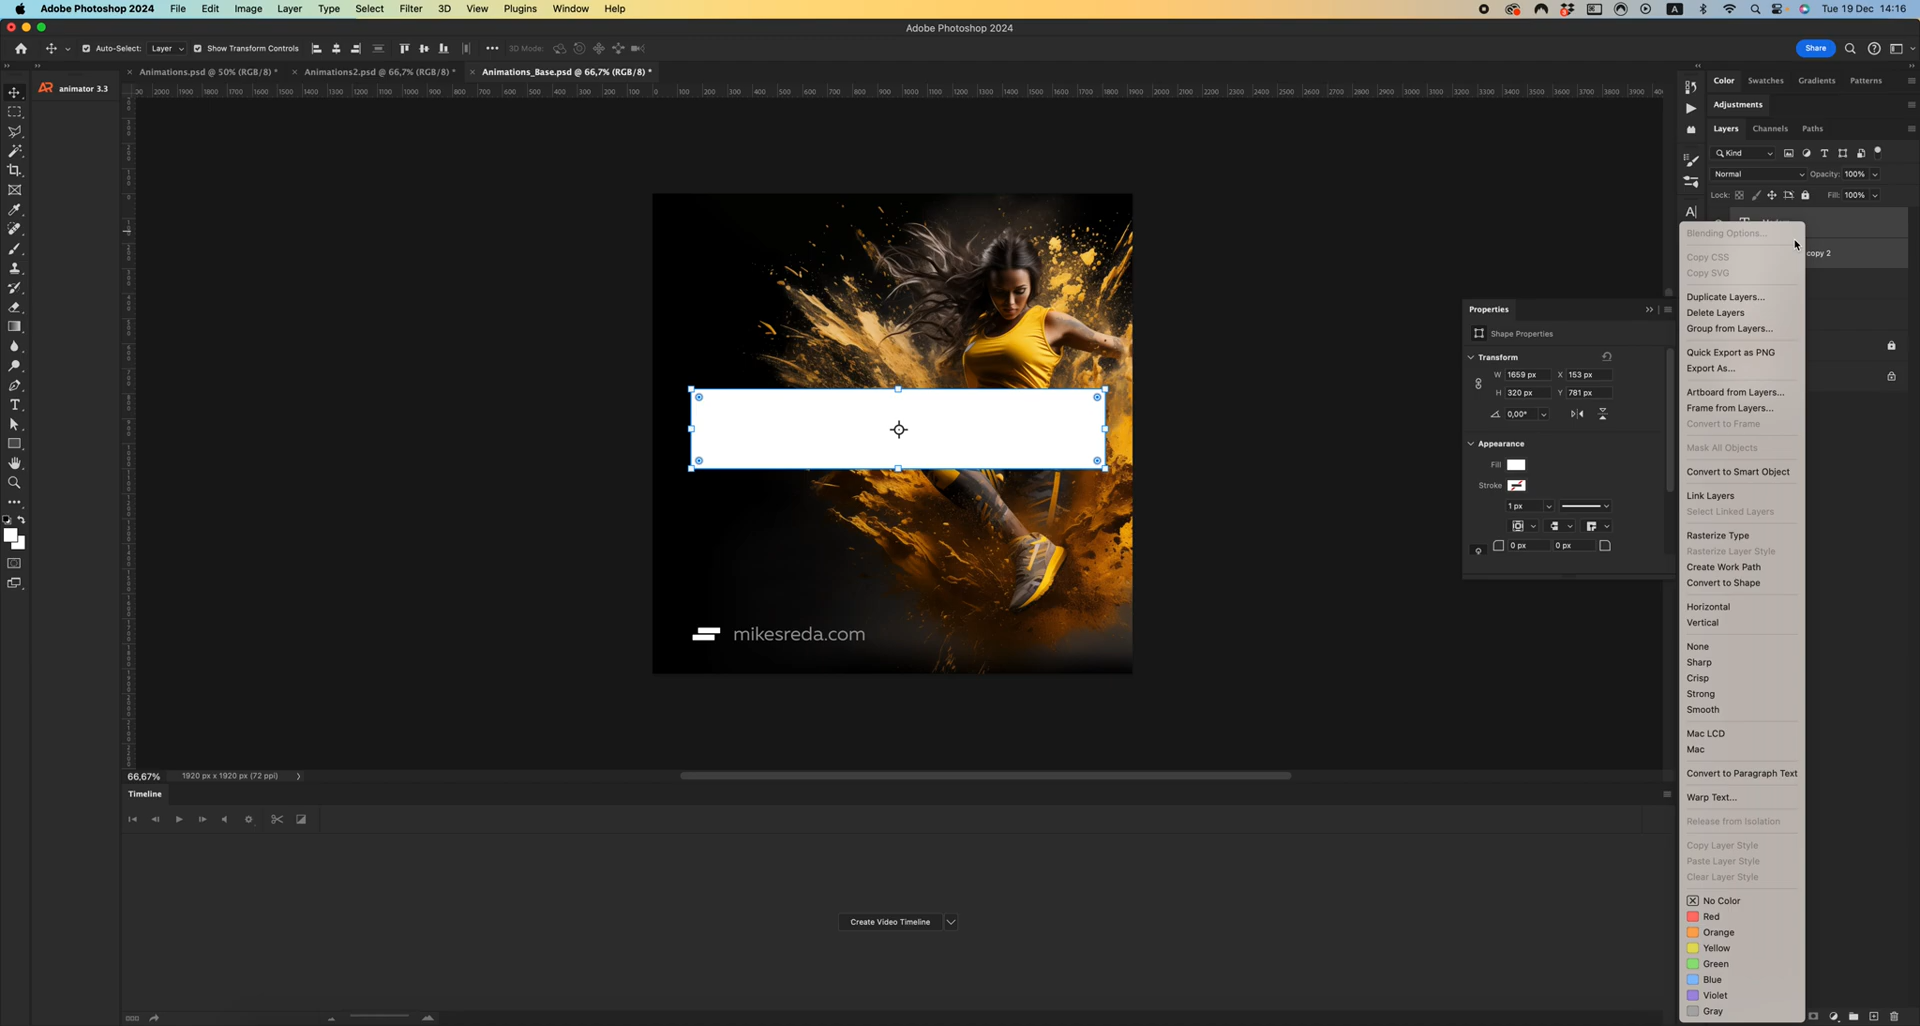 Adobe Photoshop 2024 File Edit Image Layer Type Select Filter 3D View Plugins Window Help
A
Tue 19 Dec 14:16
Adobe Photoshop 2024
Auto-Select: Layer
Show Transform Controls
3D Mode:
Share
Animations.psd @ 50% (RGB/8) *
Animations2.psd @ 66,7% (RGB/8) *
Animations_Base.psd @ 66,7% (RGB/8) *
Color Swatches Gradients Patterns
AR animator 3.3
Adjustments
Layers Channels Paths
Kind
Normal
Opacity: 100%
Lock:
Fill: 100%
copy 2
Blending Options...
Copy CSS
Copy SVG
Duplicate Layers...
Delete Layers
Group from Layers...
Quick Export as PNG
Export As...
Artboard from Layers...
Frame from Layers...
Convert to Frame
Mask All Objects
Convert to Smart Object
Link Layers
Select Linked Layers
Rasterize Type
Rasterize Layer Style
Create Work Path
Convert to Shape
Horizontal
Vertical
None
Sharp
Crisp
Strong
Smooth
Mac LCD
Mac
Convert to Paragraph Text
Warp Text...
Release from Isolation
Copy Layer Style
Paste Layer Style
Clear Layer Style
No Color
Red
Orange
Yellow
Green
Blue
Violet
Gray
Properties
Shape Properties
Transform
W 1659 px X 153 px
H 320 px Y 781 px
0,00°
Appearance
Fill
Stroke
1 px
0 px 0 px
mikesreda.com
66,67% 1920 px x 1920 px (72 ppi)
Timeline
Create Video Timeline